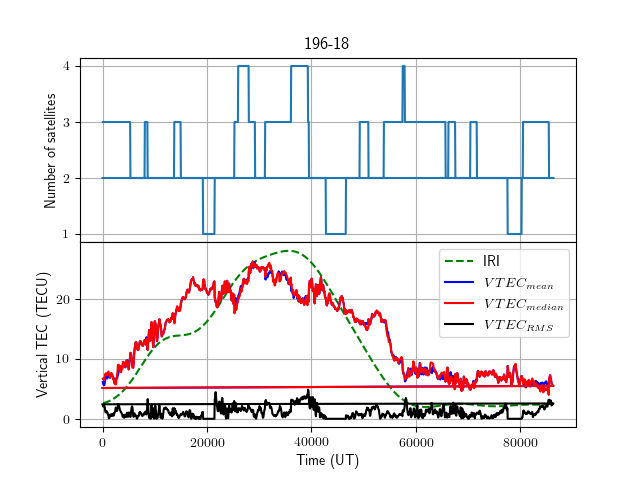 196-18
4
3
2
1
Number of satellites
IRI
VTEC_mean
VTEC_median
VTEC_RMS
20
10
0
Vertical TEC (TECU)
0 20000 40000 60000 80000
Time (UT)